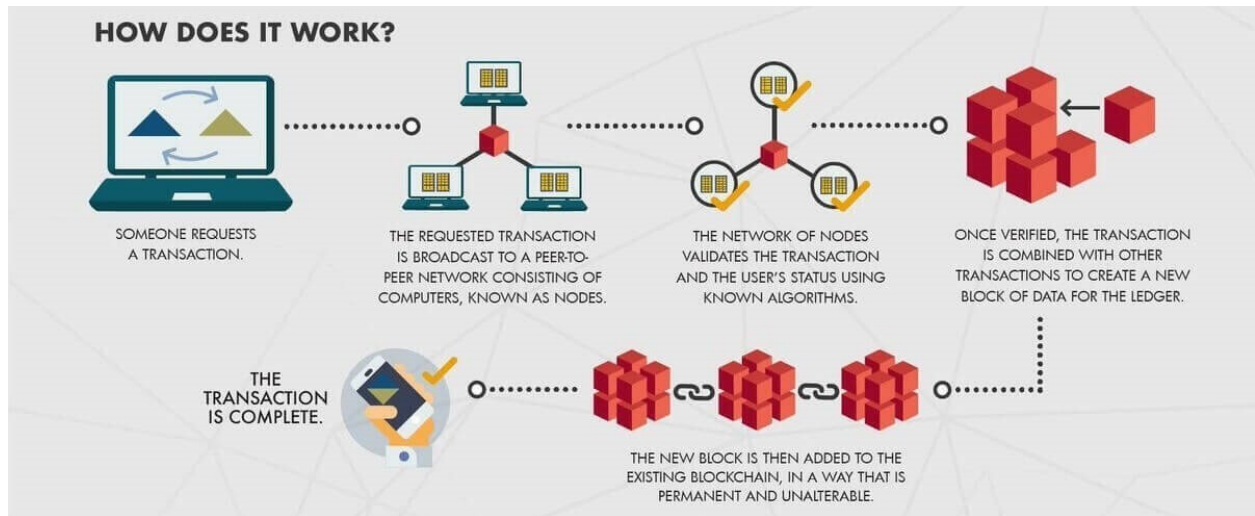 HOW DOES IT WORK?
SOMEONE REQUESTS
A TRANSACTION.
THE REQUESTED TRANSACTION
IS BROADCAST TO A PEER-TO-
PEER NETWORK CONSISTING OF
COMPUTERS, KNOWN AS NODES.
THE NETWORK OF NODES
VALIDATES THE TRANSACTION
AND THE USER'S STATUS USING
KNOWN ALGORITHMS.
ONCE VERIFIED, THE TRANSACTION
IS COMBINED WITH OTHER
TRANSACTIONS TO CREATE A NEW
BLOCK OF DATA FOR THE LEDGER.
THE NEW BLOCK IS THEN ADDED TO THE
EXISTING BLOCKCHAIN, IN A WAY THAT IS
PERMANENT AND UNALTERABLE.
THE
TRANSACTION
IS COMPLETE.